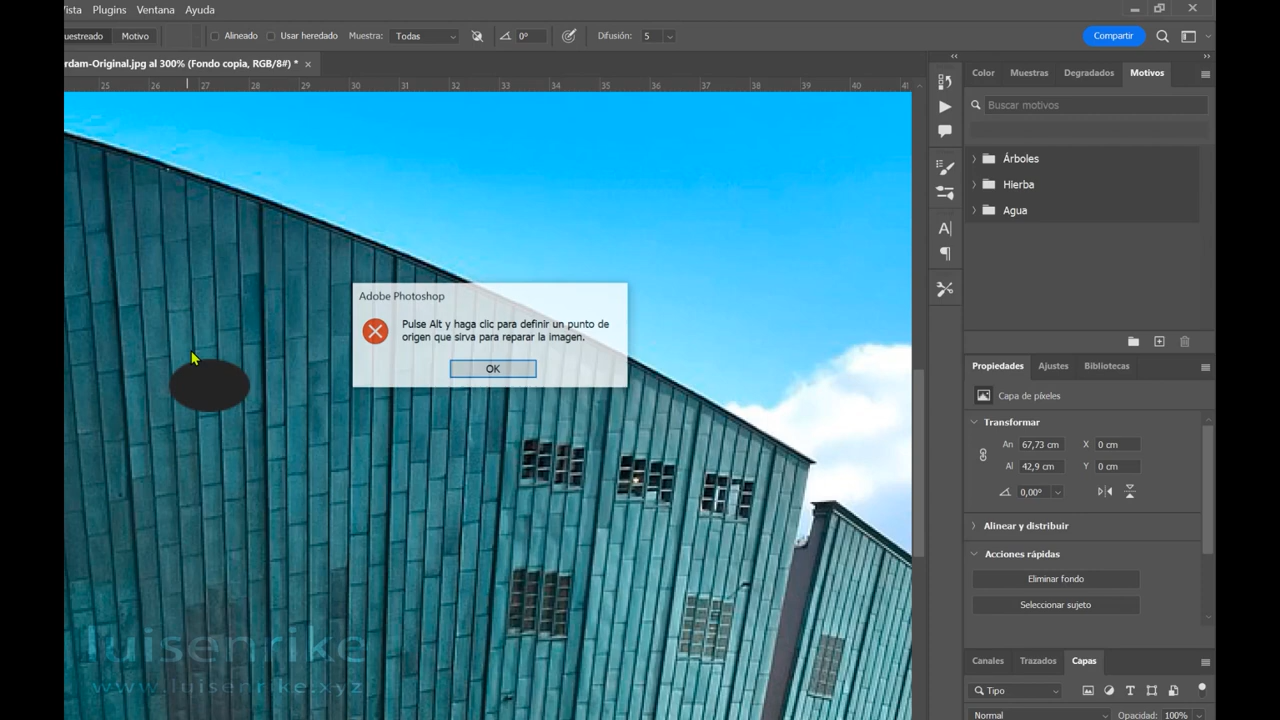 Vista Plugins Ventana Ayuda
uestreado Motivo Alineado Usar heredado Muestra: Todas 0° Difusión: 5 Compartir
rdam-Original.jpg al 300% (Fondo copia, RGB/8#) * ×
25 26 27 28 29 30 31 32 33 34 35 36 37 38 39 40 41
Color Muestras Degradados Motivos
Buscar motivos
Árboles
Hierba
Agua
Adobe Photoshop
Pulse Alt y haga clic para definir un punto de
origen que sirva para reparar la imagen.
OK
Propiedades Ajustes Bibliotecas
Capa de píxeles
Transformar
An 67,73 cm X 0 cm
Al 42,9 cm Y 0 cm
0,00°
Alinear y distribuir
Acciones rápidas
Eliminar fondo
Seleccionar sujeto
luisenrike
www.luisenrike.xyz
Canales Trazados Capas
Tipo
Normal Opacidad: 100%